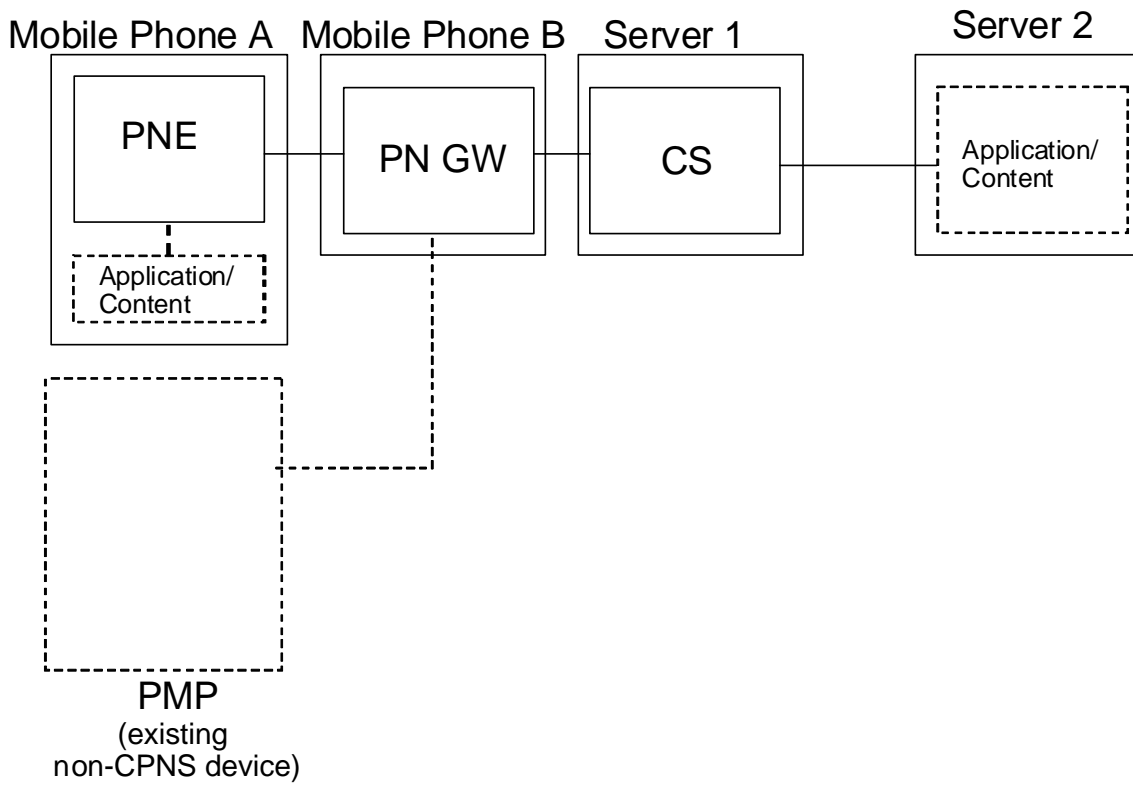 Mobile Phone A
Mobile Phone B
Server 1
Server 2
PNE
PN GW
CS
Application/
Content
Application/
Content
PMP
(existing
non-CPNS device)